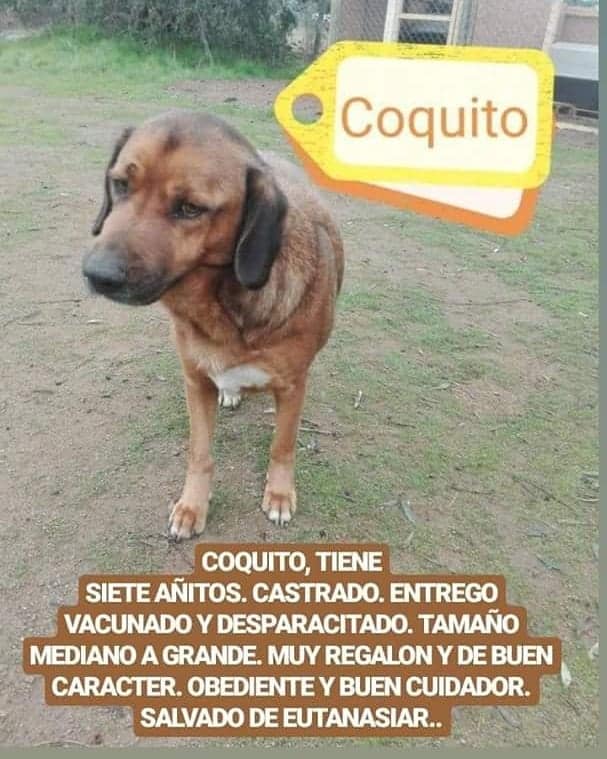 Coquito
COQUITO, TIENE
SIETE AÑITOS. CASTRADO. ENTREGO
VACUNADO Y DESPARACITADO. TAMAÑO
MEDIANO A GRANDE. MUY REGALON Y DE BUEN
CARACTER. OBEDIENTE Y BUEN CUIDADOR.
SALVADO DE EUTANASIAR..